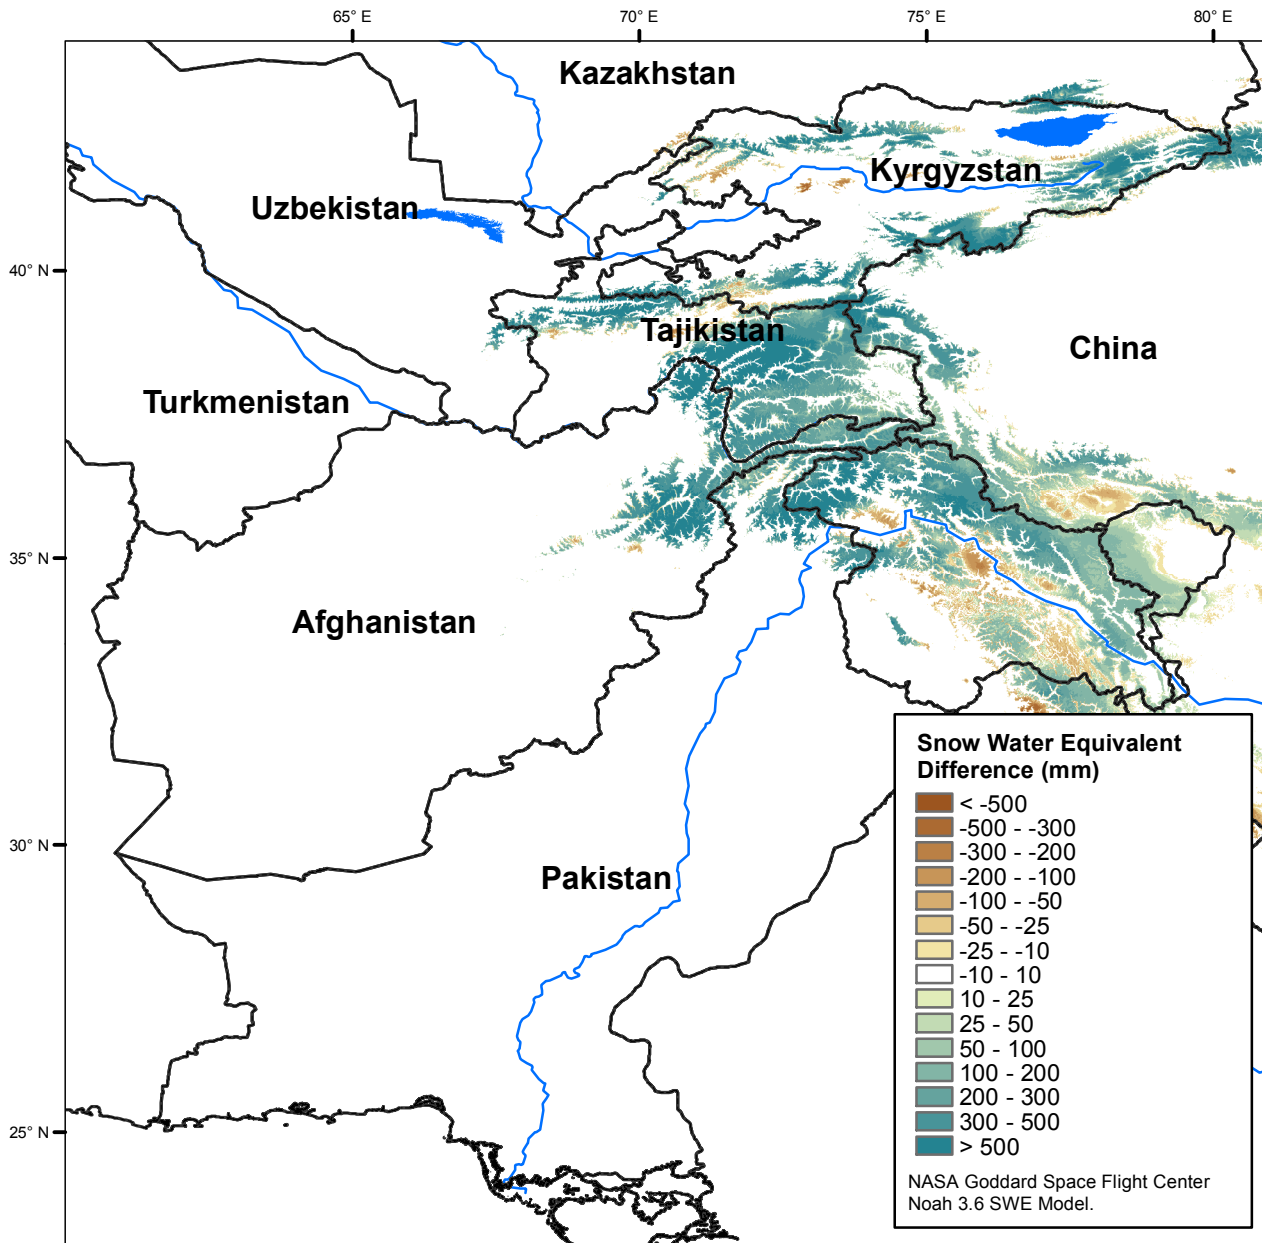 65° E
70° E
75° E
80° E
Kazakhstan
Kyrgyzstan
Uzbekistan
40° N
Tajikistan
China
Turkmenistan
35° N
Afghanistan
30° N
Pakistan
25° N
Snow Water Equivalent
Difference (mm)
< -500
-500 - -300
-300 - -200
-200 - -100
-100 - -50
-50 - -25
-25 - -10
-10 - 10
10 - 25
25 - 50
50 - 100
100 - 200
200 - 300
300 - 500
> 500
NASA Goddard Space Flight Center
Noah 3.6 SWE Model.